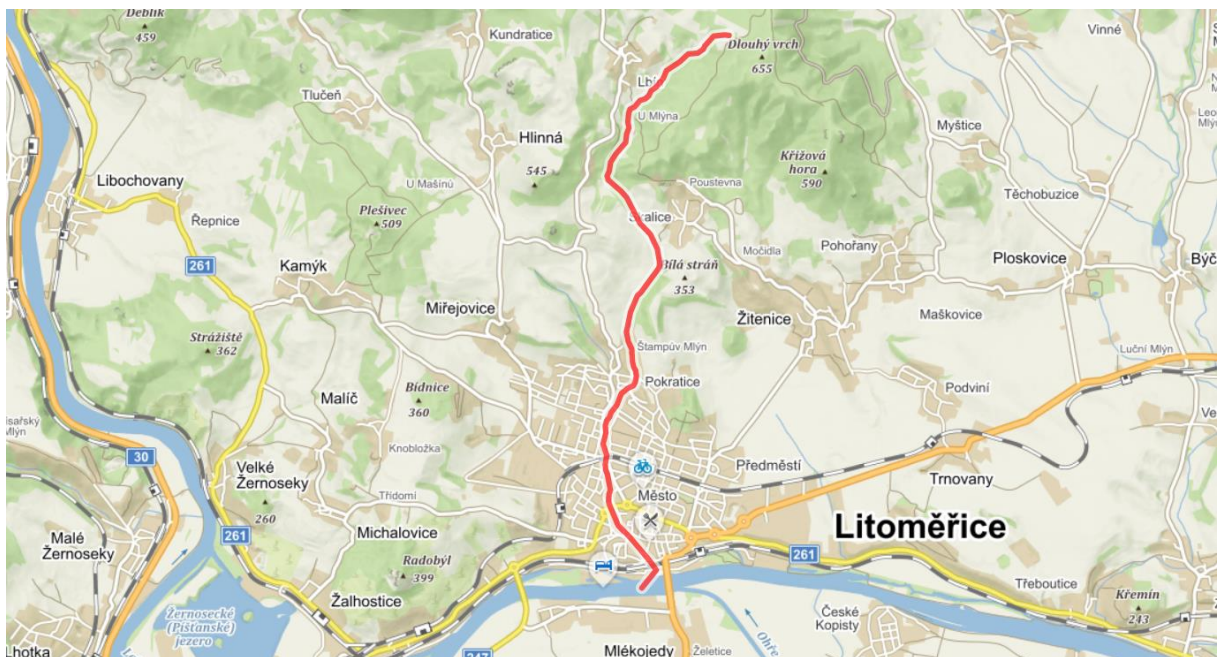 Deblík
459
Kundratice
Dlouhý vrch
655
Vinné
Tlučeň
U Mlýna
Hlinná
545
Myštice
Křížová
hora
590
Libochovany
U Mašínů
Poustevna
Těchobuzice
Řepnice
Plešivec
509
Skalice
Močidla
Pohořany
Ploskovice
261
Kamýk
Bílá stráň
353
Miřejovice
Žitenice
Maškovice
Strážiště
362
Štampův Mlýn
Luční Mlýn
Pokratice
Podviní
Bídnice
360
Malíč
Knobložka
30
Velké
Žernoseky
260
Předměstí
Trnovany
Třídomí
Město
Malé
Žernoseky
261
Michalovice
Litoměřice
Radobýl
399
261
Třeboutice
Křemín
243
Žalhostice
Žernosecké
(Píšťanské)
jezero
České
Kopisty
Ohře
Lhotka
247
Mlékojedy
Želetice